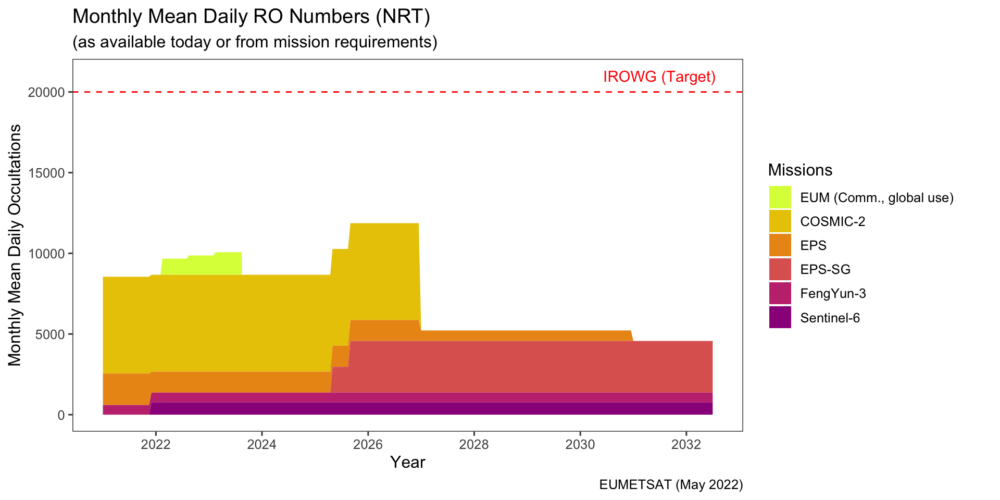 Monthly Mean Daily RO Numbers (NRT)
(as available today or from mission requirements)
IROWG (Target)
Monthly Mean Daily Occultations
20000
15000
10000
5000
0
2022
2024
2026
2028
2030
2032
Year
Missions
EUM (Comm., global use)
COSMIC-2
EPS
EPS-SG
FengYun-3
Sentinel-6
EUMETSAT (May 2022)